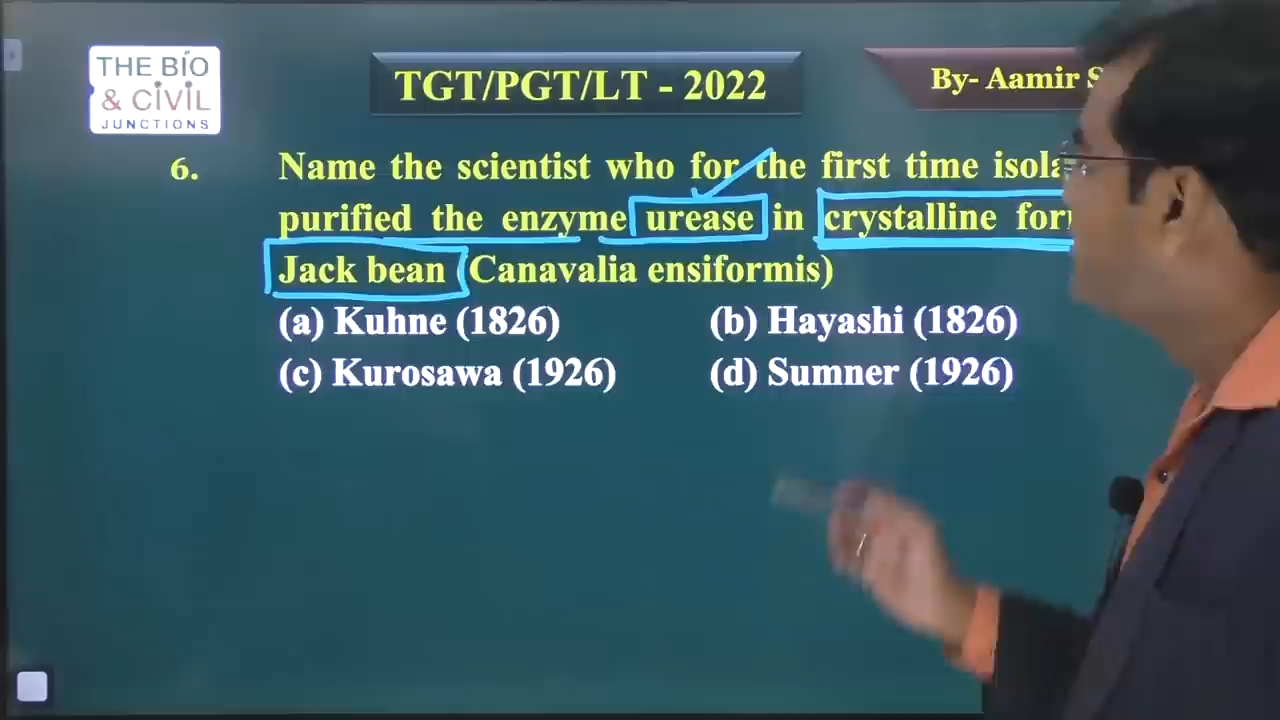 THE BIO
& CIVIL
JUNCTIONS
TGT/PGT/LT - 2022
By- Aamir
6. Name the scientist who for the first time
purified the enzyme urease in crystalline
Jack bean (Canavalia ensiformis)
(a) Kuhne (1826) (b) Hayashi (1826)
(c) Kurosawa (1926) (d) Sumner (1926)